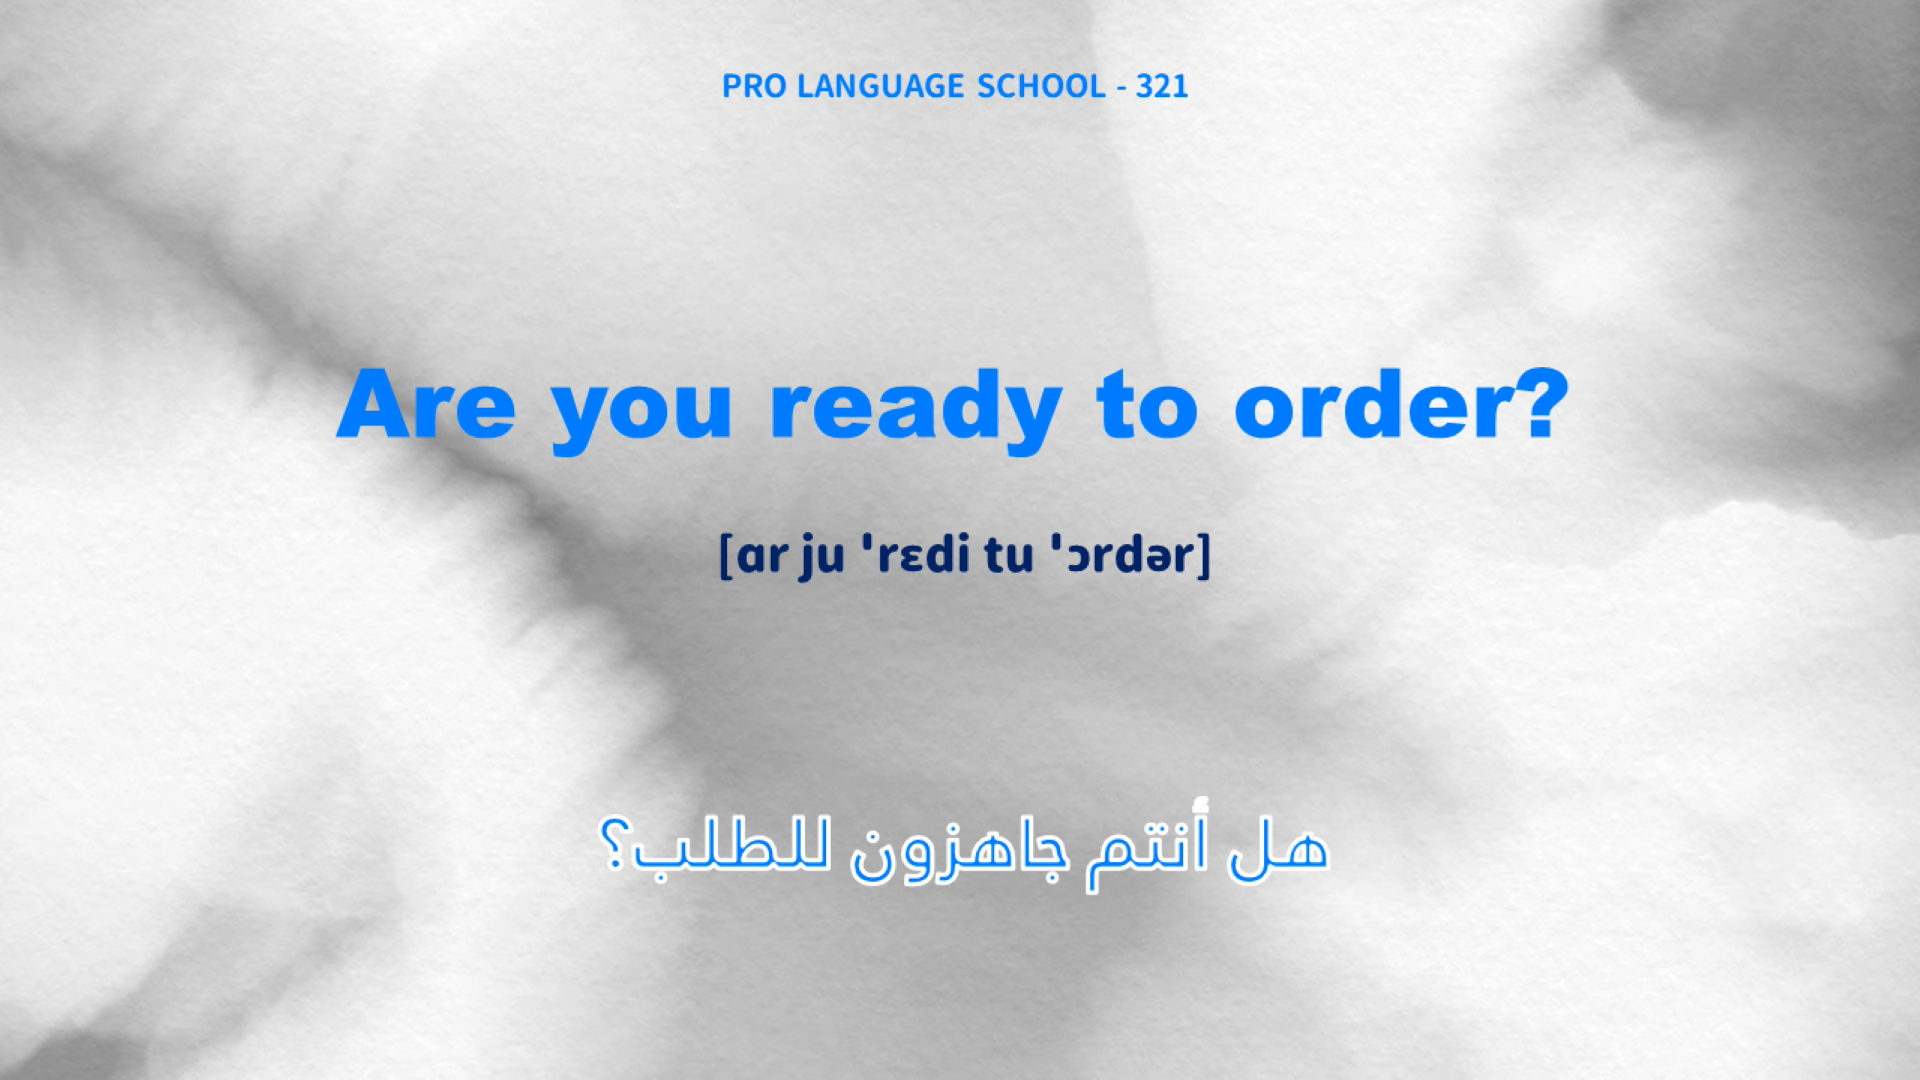 PRO LANGUAGE SCHOOL - 321
Are you ready to order?
[ɑr ju ˈrɛdi tu ˈɔrdər]
هل أنتم جاهزون للطلب؟